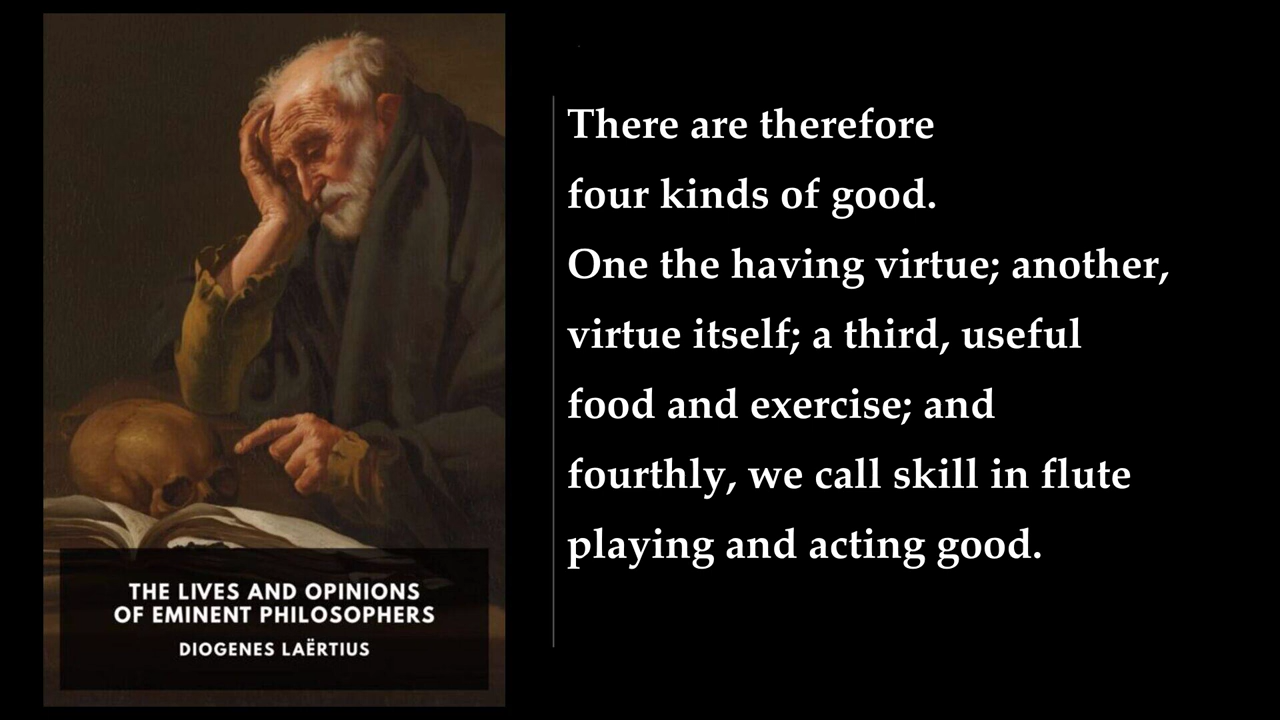 THE LIVES AND OPINIONS
OF EMINENT PHILOSOPHERS
DIOGENES LAËRTIUS
There are therefore
four kinds of good.
One the having virtue; another,
virtue itself; a third, useful
food and exercise; and
fourthly, we call skill in flute
playing and acting good.